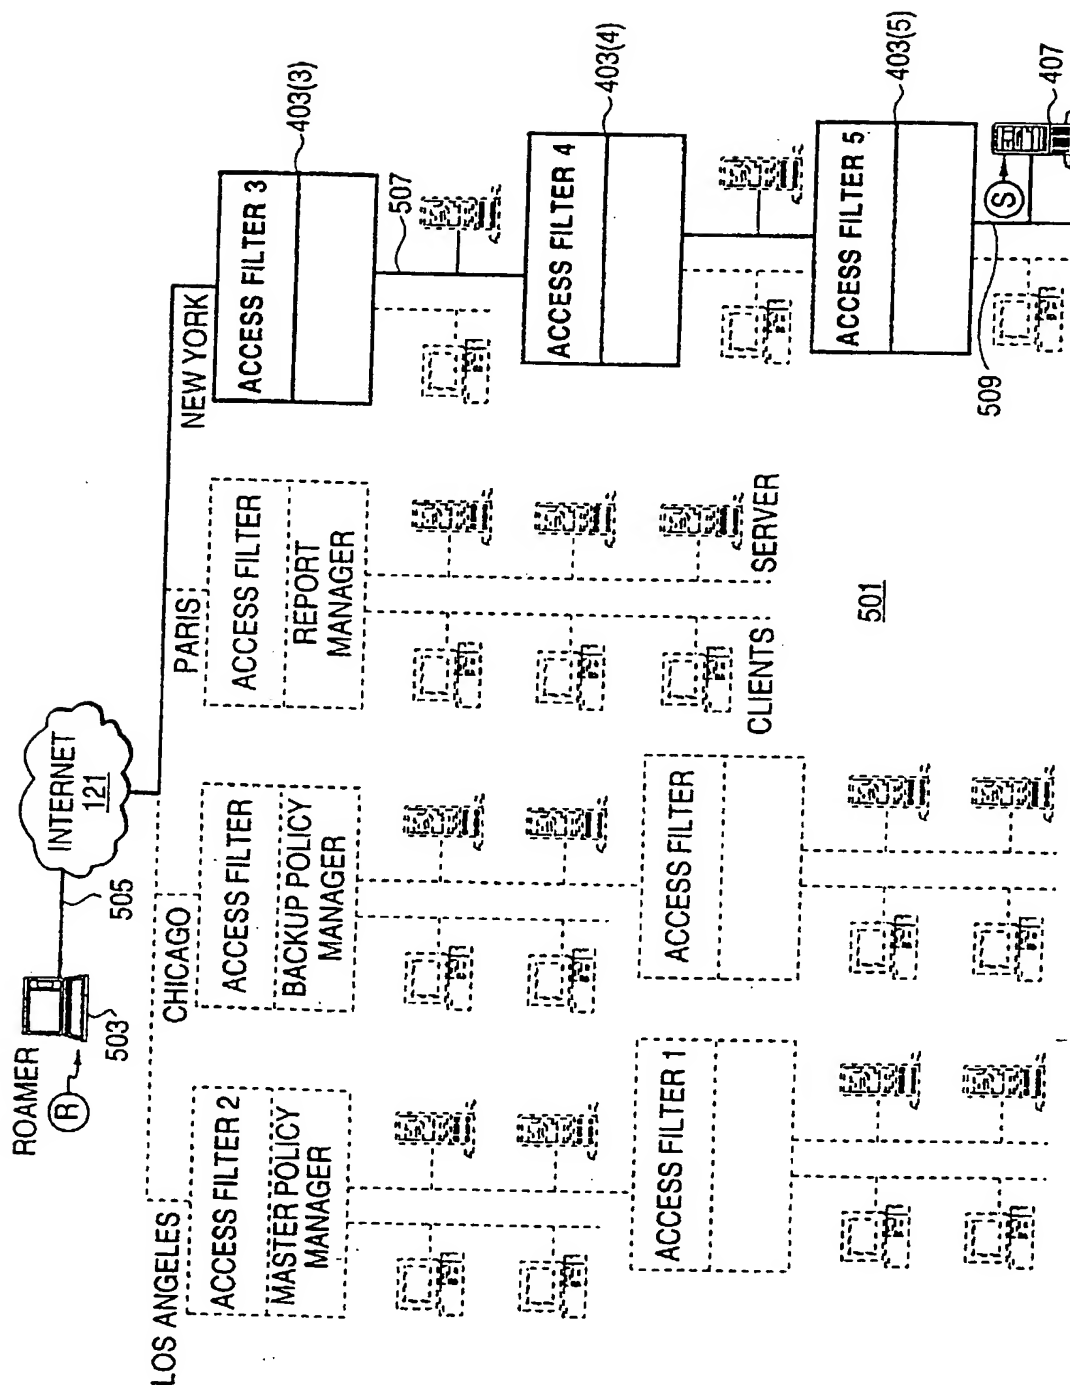 ROAMER
R
503
505
INTERNET
121
LOS ANGELES
CHICAGO
PARIS
NEW YORK
ACCESS FILTER 2
MASTER POLICY
MANAGER
ACCESS FILTER
BACKUP POLICY
MANAGER
ACCESS FILTER
REPORT
MANAGER
ACCESS FILTER 3
403(3)
507
ACCESS FILTER 4
403(4)
ACCESS FILTER 1
ACCESS FILTER
CLIENTS
SERVER
ACCESS FILTER 5
403(5)
501
509
S
407